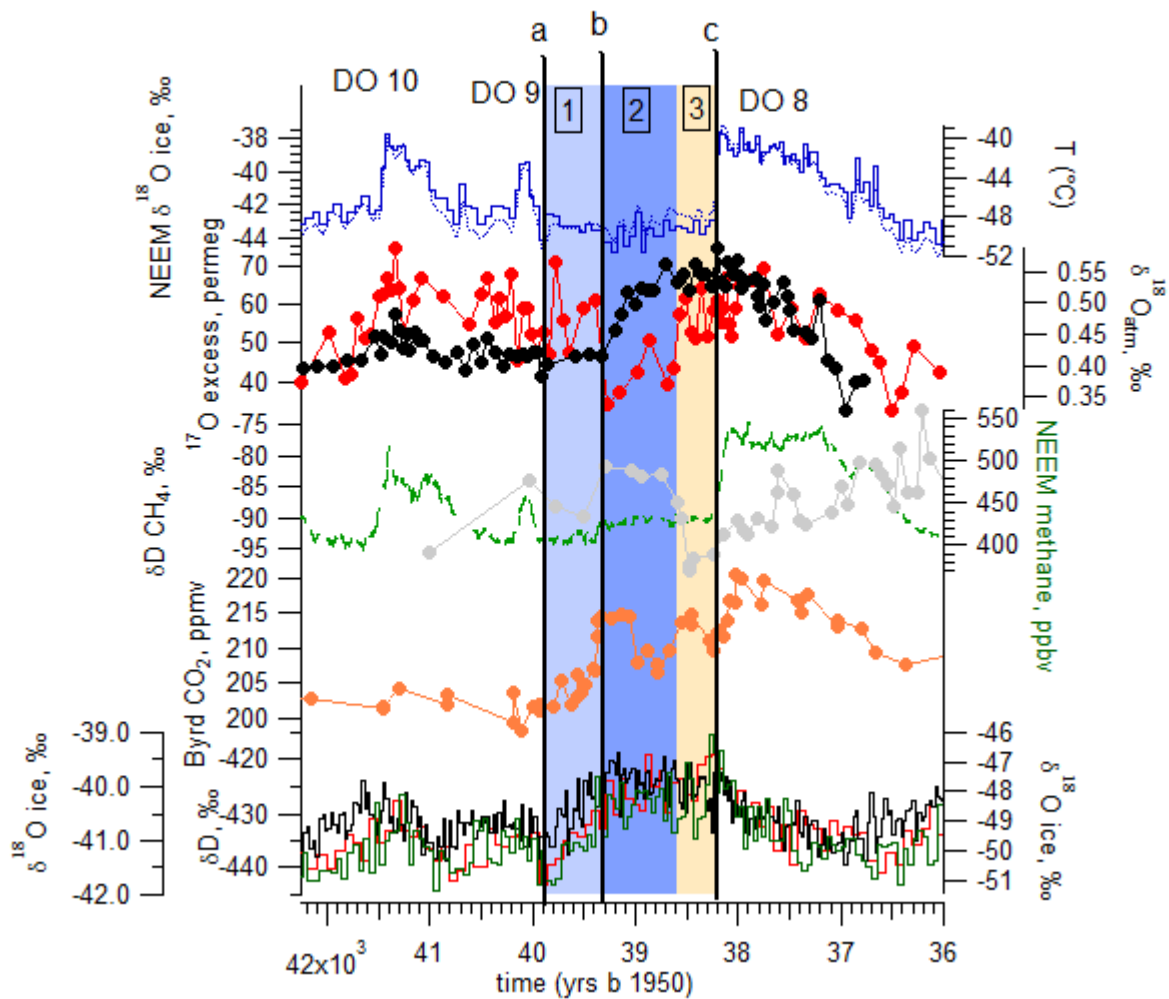 a
b
c
DO 10
DO 9
1
2
3
DO 8
NEEM δ 18O ice, ‰
-38
-40
-42
-44
-40
-44
-48
-52
T (°C)
17O excess, permeg
70
60
50
40
0.55
0.50
0.45
0.40
0.35
δ 18Oatm, ‰
δD CH4, ‰
-75
-80
-85
-90
-95
550
500
450
400
NEEM methane, ppbv
Byrd CO2, ppmv
220
215
210
205
200
δ 18O ice, ‰
-39.0
-40.0
-41.0
-42.0
δD, ‰
-420
-430
-440
-46
-47
-48
-49
-50
-51
δ 18O ice, ‰
42x10³
41
40
39
38
37
36
time (yrs b 1950)